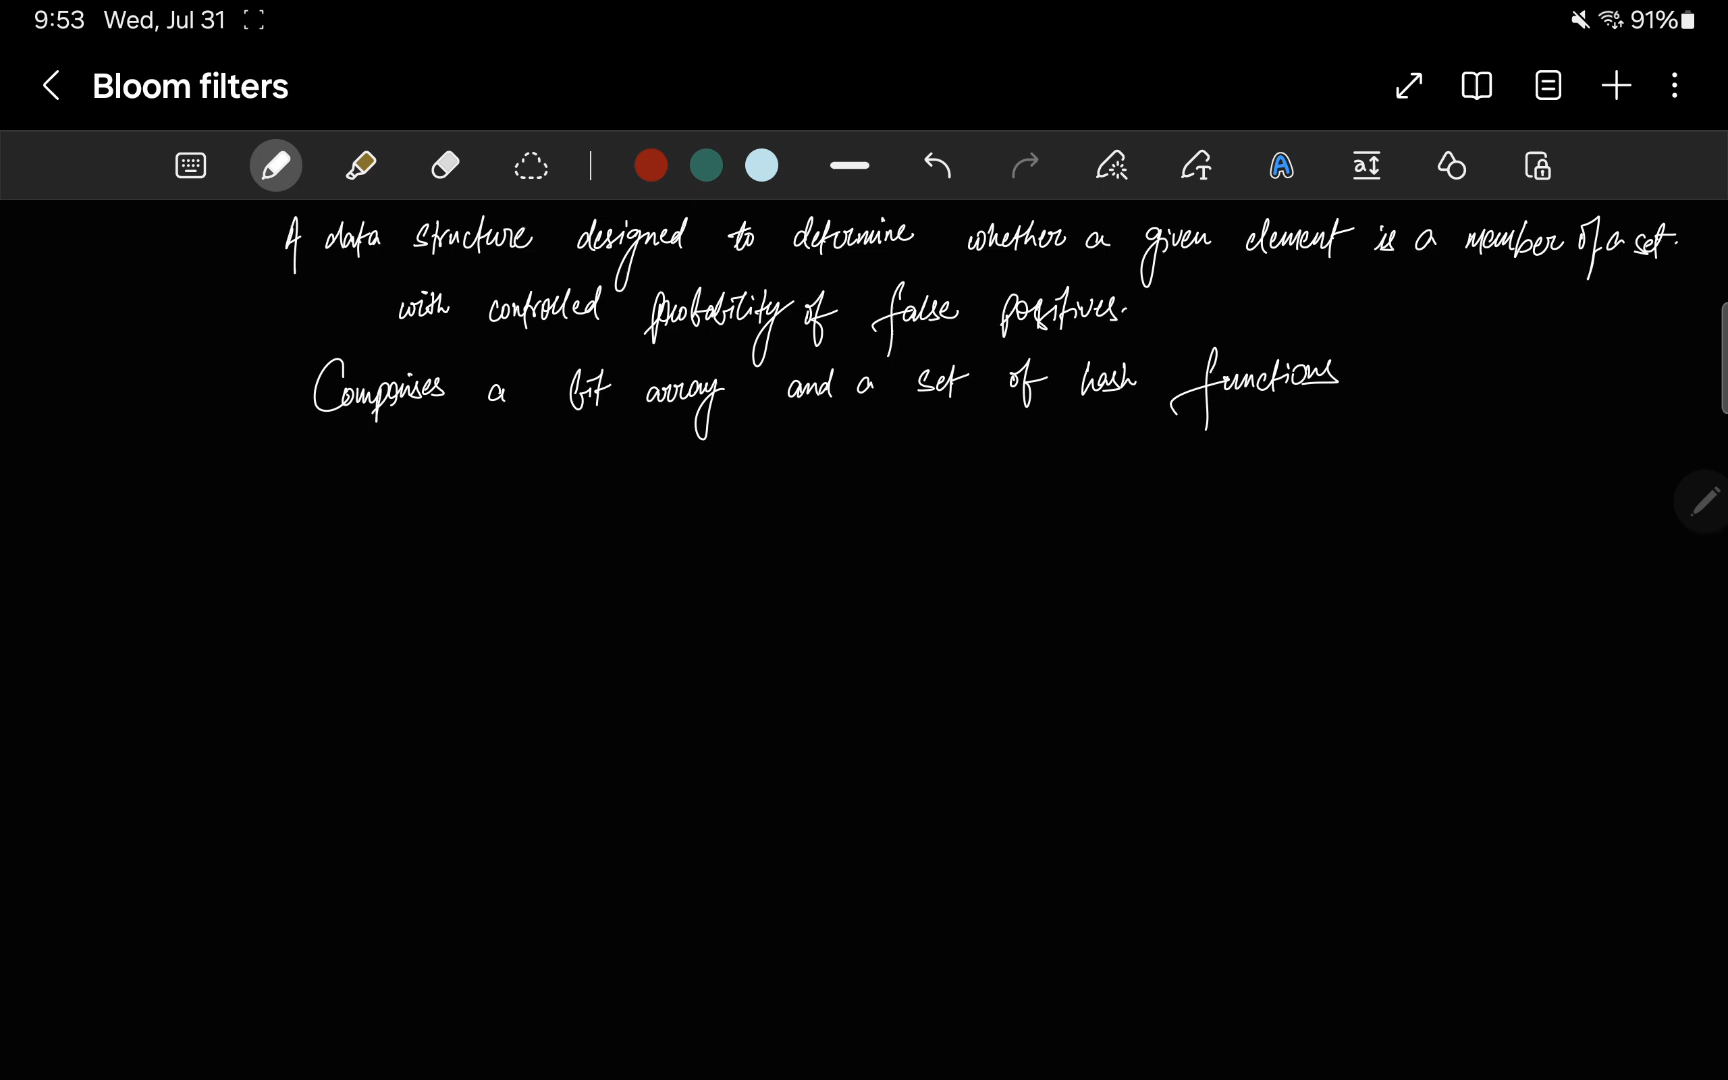 9:53 Wed, Jul 31 91%
Bloom filters
A data structure designed to determine whether a given element is a member of a set.
with controlled probability of false positives.
Comprises a bit array and a set of hash functions